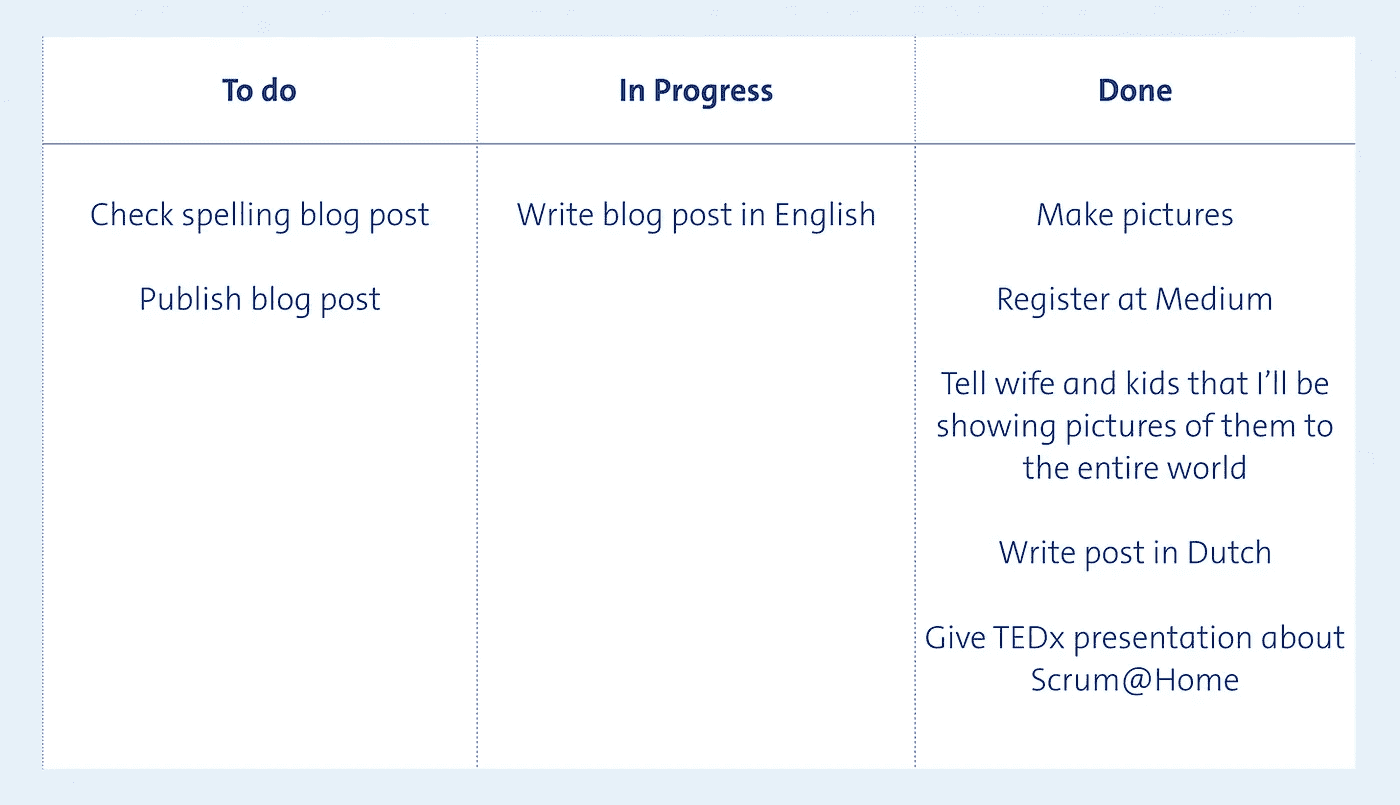 To do
In Progress
Done
Check spelling blog post
Publish blog post
Write blog post in English
Make pictures
Register at Medium
Tell wife and kids that I’ll be
showing pictures of them to
the entire world
Write post in Dutch
Give TEDx presentation about
Scrum@Home